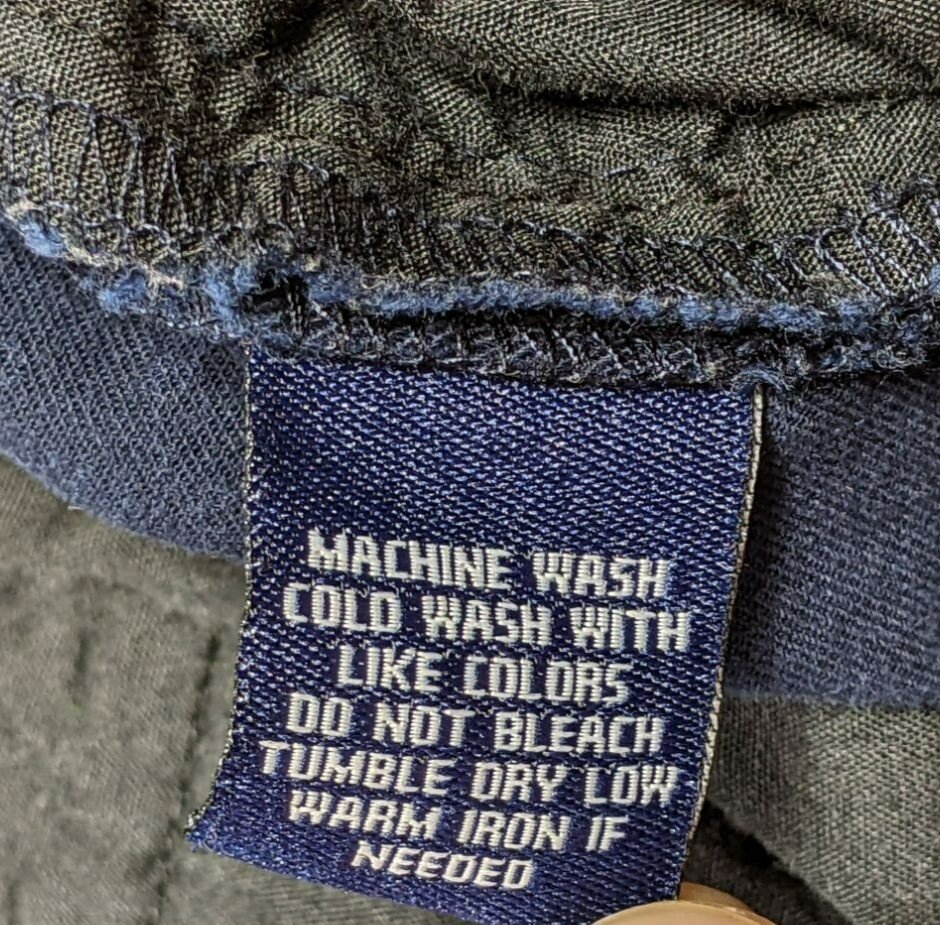 MACHINE WASH
COLD WASH WITH
LIKE COLORS
DO NOT BLEACH
TUMBLE DRY LOW
WARM IRON IF
NEEDED